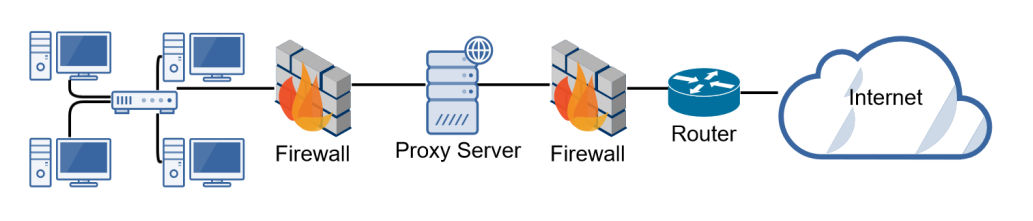 Firewall
Proxy Server
Firewall
Router
Internet